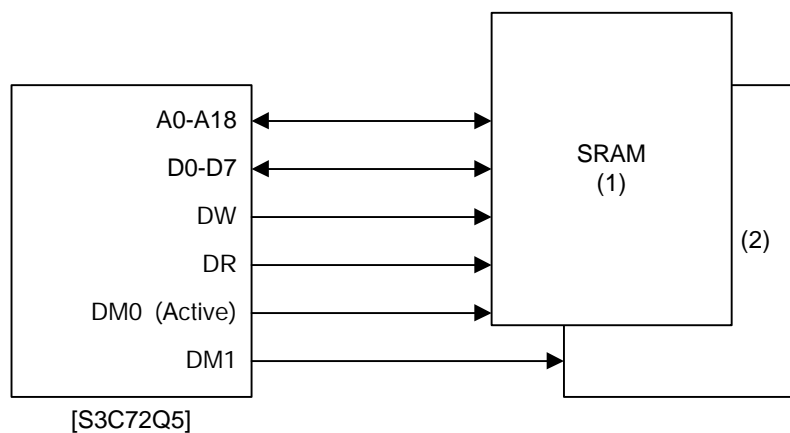 A0-A18
D0-D7
DW
DR
DM0 (Active)
DM1
SRAM
(1)
(2)
[S3C72Q5]